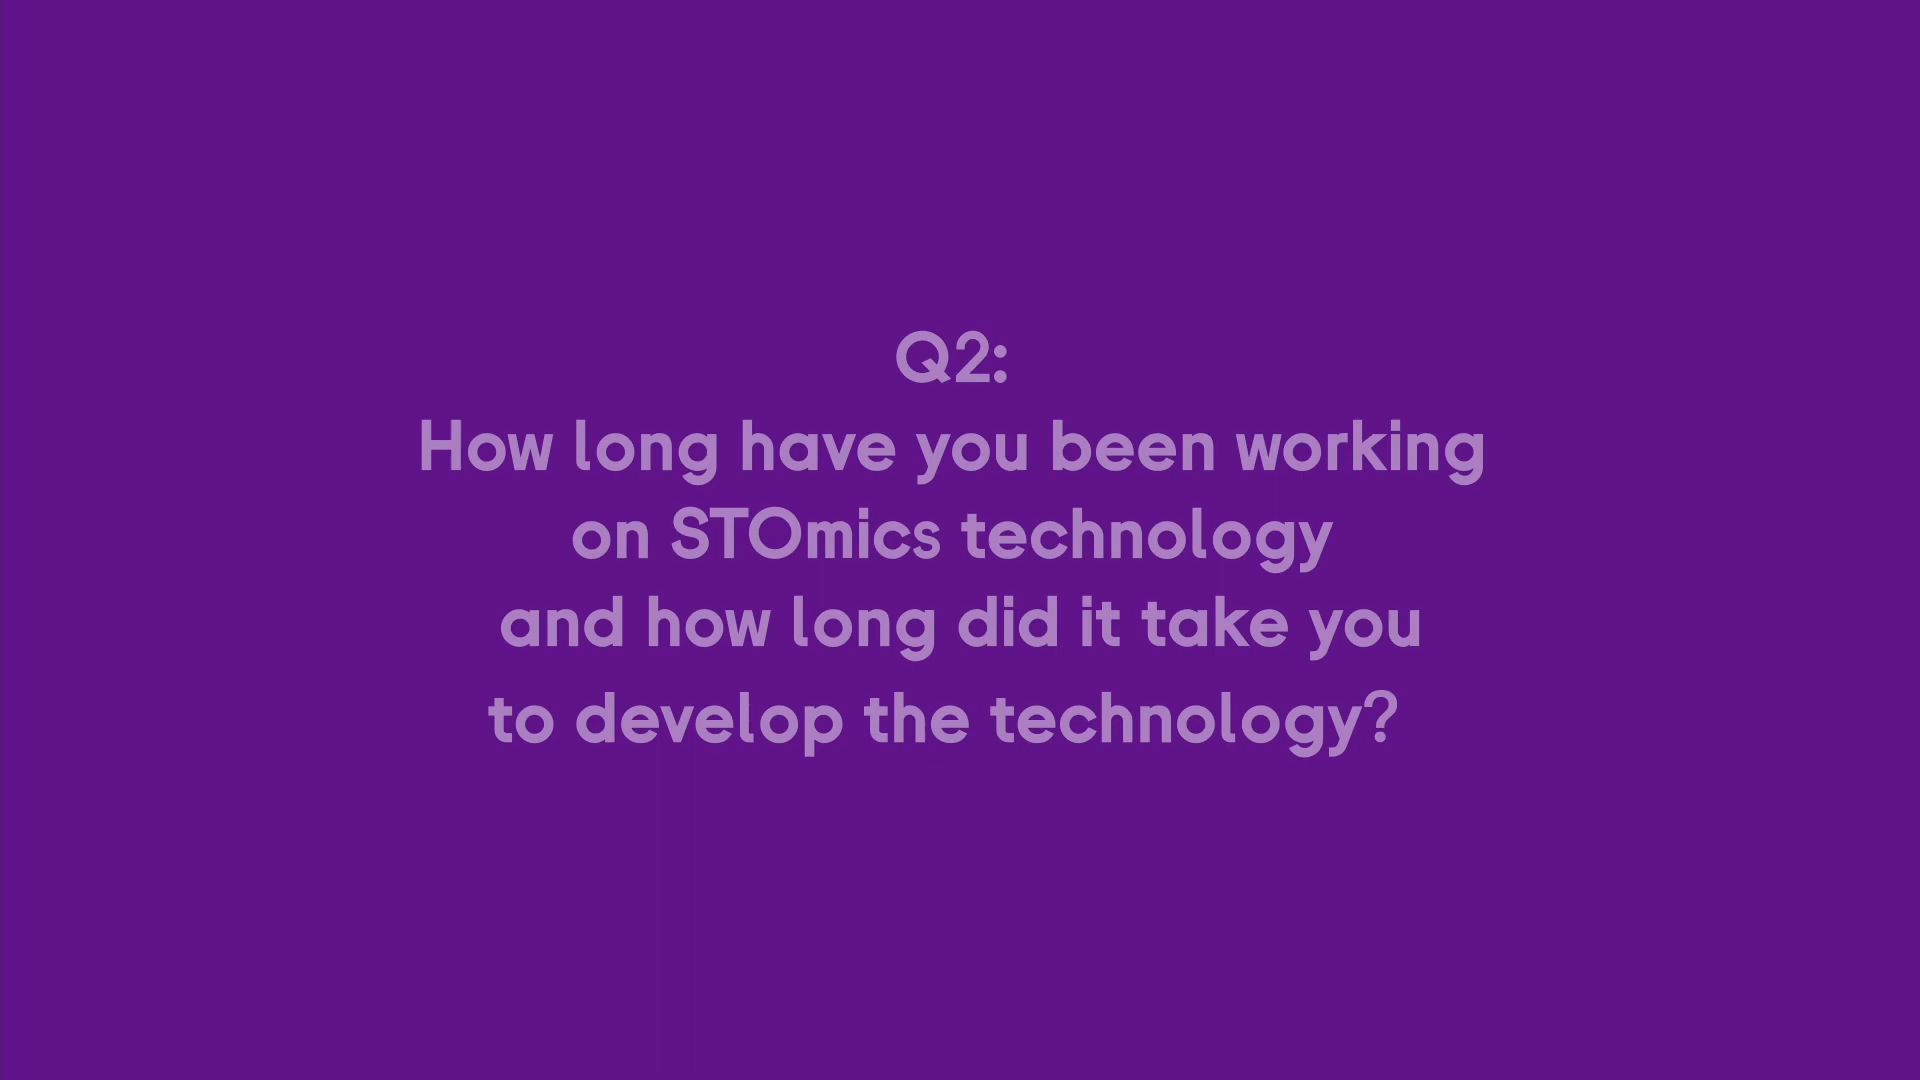 Q2:
How long have you been working
on STOmics technology
and how long did it take you
to develop the technology?